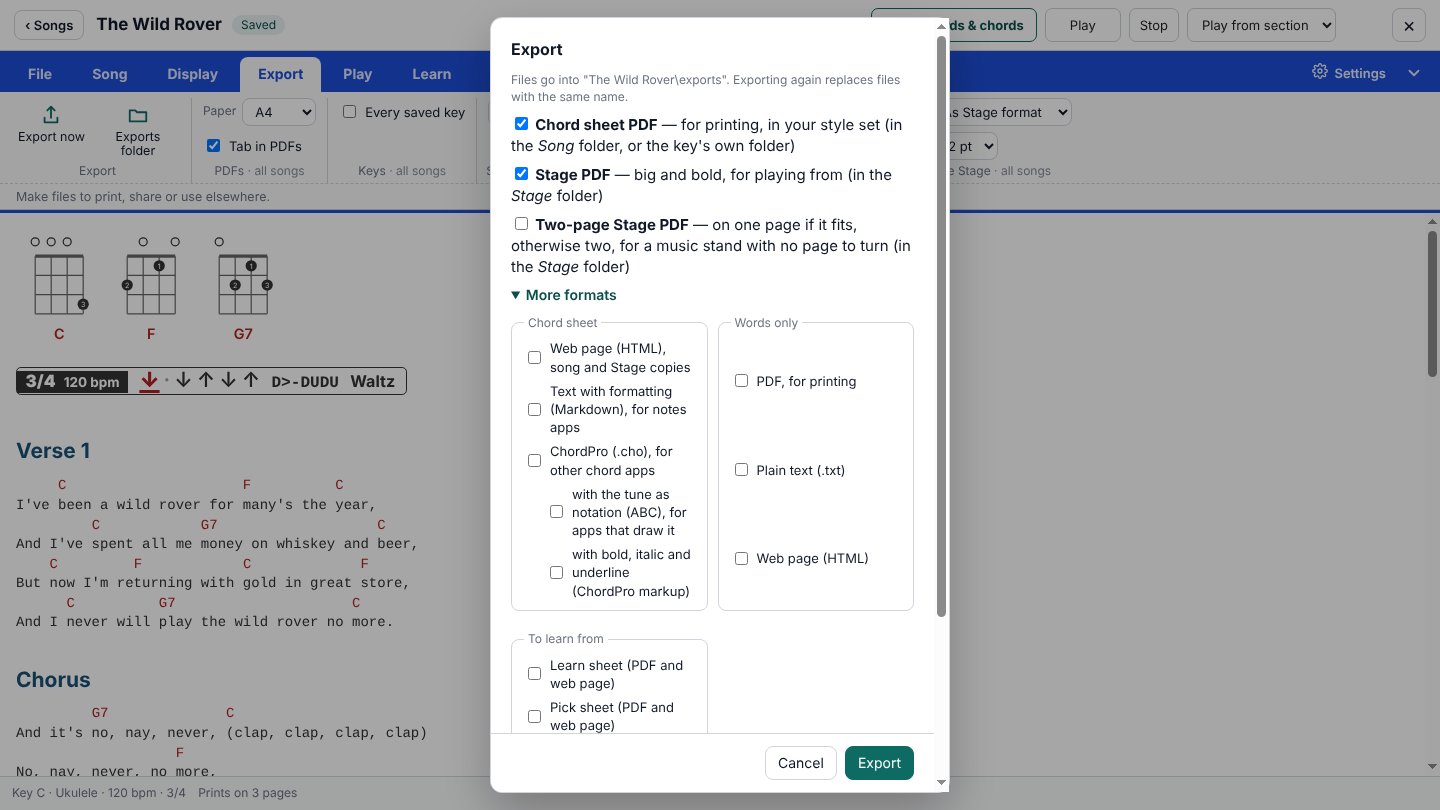 ‹ Songs The Wild Rover Saved ds & chords Play Stop Play from section ✕
File Song Display Export Play Learn Settings
Export now Exports folder Export
Paper A4
Tab in PDFs
PDFs · all songs
Every saved key
Keys · all songs
As Stage format
2 pt
e Stage · all songs
Make files to print, share or use elsewhere.
C F G7
3/4 120 bpm D>-DUDU Waltz
Verse 1
C F C
I've been a wild rover for many's the year,
C G7 C
And I've spent all me money on whiskey and beer,
C F C F
But now I'm returning with gold in great store,
C G7 C
And I never will play the wild rover no more.
Chorus
G7 C
And it's no, nay, never, (clap, clap, clap, clap)
F
No, nay, never, no more,
Key C · Ukulele · 120 bpm · 3/4 Prints on 3 pages
Export
Files go into "The Wild Rover\exports". Exporting again replaces files
with the same name.
Chord sheet PDF — for printing, in your style set (in
the Song folder, or the key's own folder)
Stage PDF — big and bold, for playing from (in the
Stage folder)
Two-page Stage PDF — on one page if it fits,
otherwise two, for a music stand with no page to turn (in
the Stage folder)
▼ More formats
Chord sheet
Web page (HTML),
song and Stage copies
Text with formatting
(Markdown), for notes
apps
ChordPro (.cho), for
other chord apps
with the tune as
notation (ABC), for
apps that draw it
with bold, italic and
underline
(ChordPro markup)
Words only
PDF, for printing
Plain text (.txt)
Web page (HTML)
To learn from
Learn sheet (PDF and
web page)
Pick sheet (PDF and
web page)
Cancel Export